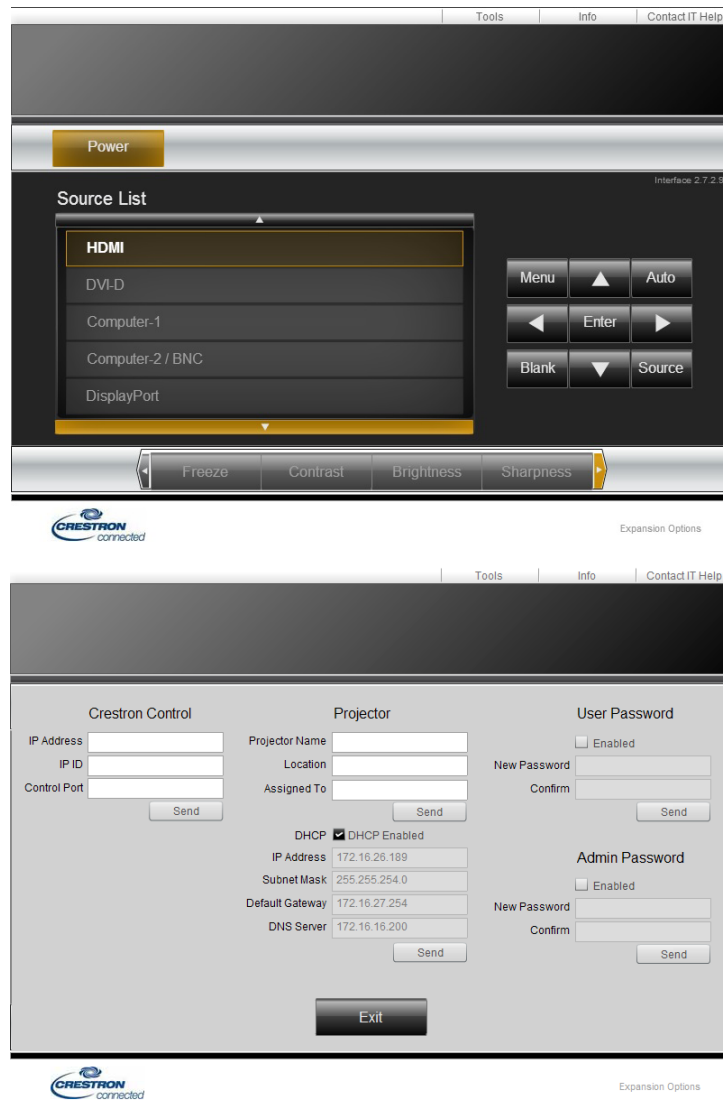 Tools Info Contact IT Help
Power
Interface 2.7.2.9
Source List
HDMI
DVI-D
Computer-1
Computer-2 / BNC
DisplayPort
Menu Auto
Enter
Blank Source
Freeze Contrast Brightness Sharpness
CRESTRON
connected
Expansion Options
Tools Info Contact IT Help
Crestron Control
IP Address
IP ID
Control Port
Send
Projector
Projector Name
Location
Assigned To
Send
DHCP DHCP Enabled
IP Address 172.16.26.189
Subnet Mask 255.255.254.0
Default Gateway 172.16.27.254
DNS Server 172.16.16.200
Send
User Password
Enabled
New Password
Confirm
Send
Admin Password
Enabled
New Password
Confirm
Send
Exit
CRESTRON
connected
Expansion Options